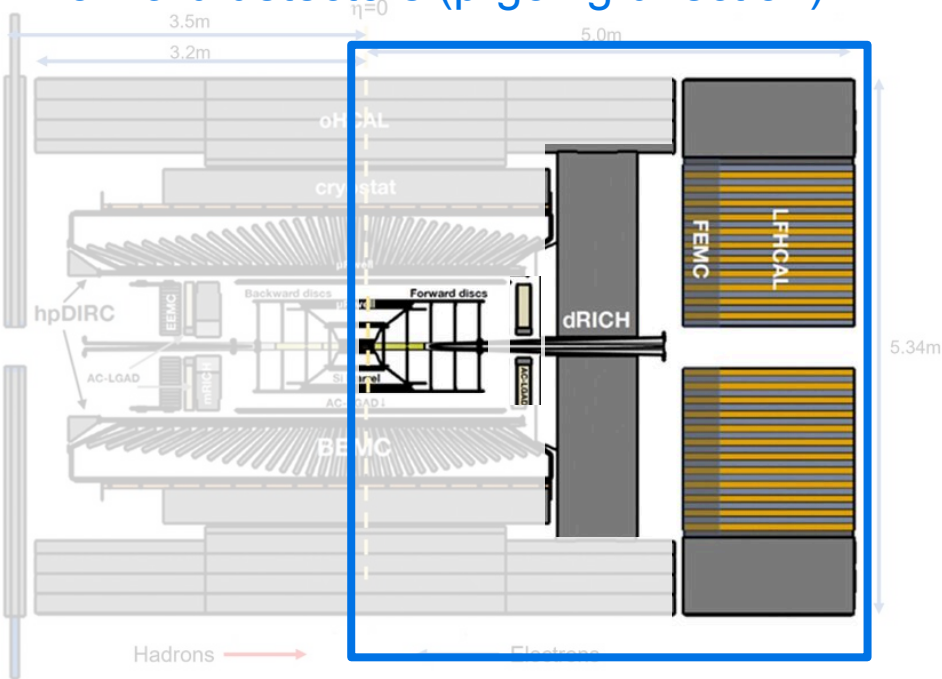 η=0
3.5m
5.0m
3.2m
oHCAL
cryostat
FEMC
LFHCAL
Backward discs
Forward discs
hpDIRC
EEMC
dRICH
5.34m
AC-LGAD
mRICH
AC-LGAD
AC-LGAD
BEMC
Hadrons
Electrons